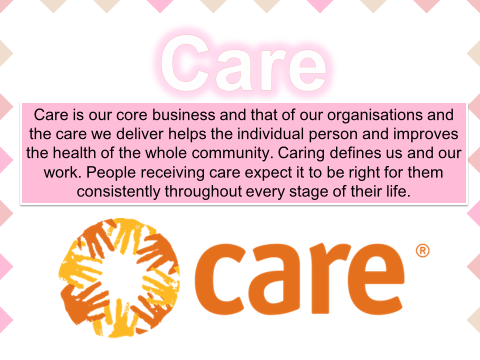 Care
Care is our core business and that of our organisations and
the care we deliver helps the individual person and improves
the health of the whole community. Caring defines us and our
work. People receiving care expect it to be right for them
consistently throughout every stage of their life.
care®